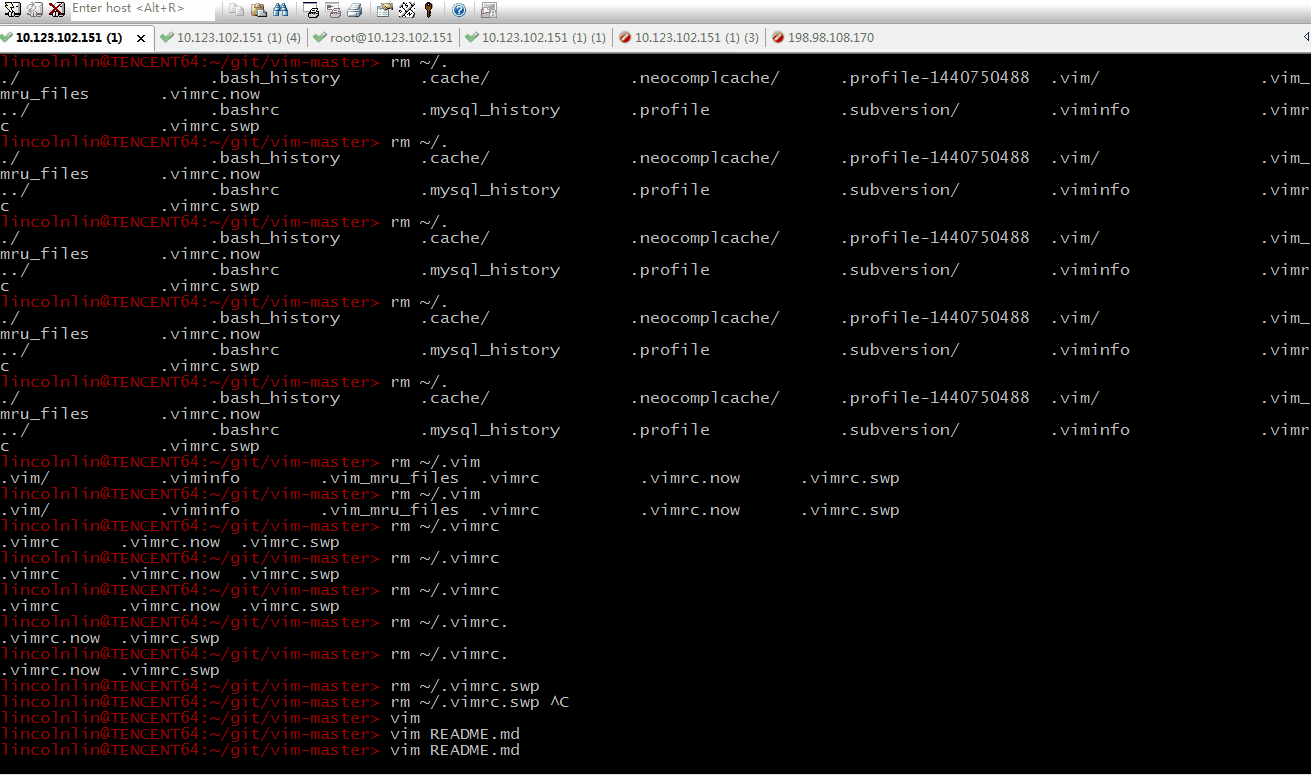 Enter host <Alt+R>
10.123.102.151 (1) 10.123.102.151 (1) (4) root@10.123.102.151 10.123.102.151 (1) (1) 10.123.102.151 (1) (3) 198.98.108.170
lincolnlin@TENCENT64:~/git/vim-master> rm ~/.
./ .bash_history .cache/ .neocomplcache/ .profile-1440750488 .vim/ .vim_
mru_files .vimrc.now
../ .bashrc .mysql_history .profile .subversion/ .viminfo .vimr
c .vimrc.swp
lincolnlin@TENCENT64:~/git/vim-master> rm ~/.
./ .bash_history .cache/ .neocomplcache/ .profile-1440750488 .vim/ .vim_
mru_files .vimrc.now
../ .bashrc .mysql_history .profile .subversion/ .viminfo .vimr
c .vimrc.swp
lincolnlin@TENCENT64:~/git/vim-master> rm ~/.
./ .bash_history .cache/ .neocomplcache/ .profile-1440750488 .vim/ .vim_
mru_files .vimrc.now
../ .bashrc .mysql_history .profile .subversion/ .viminfo .vimr
c .vimrc.swp
lincolnlin@TENCENT64:~/git/vim-master> rm ~/.
./ .bash_history .cache/ .neocomplcache/ .profile-1440750488 .vim/ .vim_
mru_files .vimrc.now
../ .bashrc .mysql_history .profile .subversion/ .viminfo .vimr
c .vimrc.swp
lincolnlin@TENCENT64:~/git/vim-master> rm ~/.
./ .bash_history .cache/ .neocomplcache/ .profile-1440750488 .vim/ .vim_
mru_files .vimrc.now
../ .bashrc .mysql_history .profile .subversion/ .viminfo .vimr
c .vimrc.swp
lincolnlin@TENCENT64:~/git/vim-master> rm ~/.vim
.vim/ .viminfo .vim_mru_files .vimrc .vimrc.now .vimrc.swp
lincolnlin@TENCENT64:~/git/vim-master> rm ~/.vim
.vim/ .viminfo .vim_mru_files .vimrc .vimrc.now .vimrc.swp
lincolnlin@TENCENT64:~/git/vim-master> rm ~/.vimrc
.vimrc .vimrc.now .vimrc.swp
lincolnlin@TENCENT64:~/git/vim-master> rm ~/.vimrc
.vimrc .vimrc.now .vimrc.swp
lincolnlin@TENCENT64:~/git/vim-master> rm ~/.vimrc
.vimrc .vimrc.now .vimrc.swp
lincolnlin@TENCENT64:~/git/vim-master> rm ~/.vimrc.
.vimrc.now .vimrc.swp
lincolnlin@TENCENT64:~/git/vim-master> rm ~/.vimrc.
.vimrc.now .vimrc.swp
lincolnlin@TENCENT64:~/git/vim-master> rm ~/.vimrc.swp
lincolnlin@TENCENT64:~/git/vim-master> rm ~/.vimrc.swp ^C
lincolnlin@TENCENT64:~/git/vim-master> vim
lincolnlin@TENCENT64:~/git/vim-master> vim README.md
lincolnlin@TENCENT64:~/git/vim-master> vim README.md